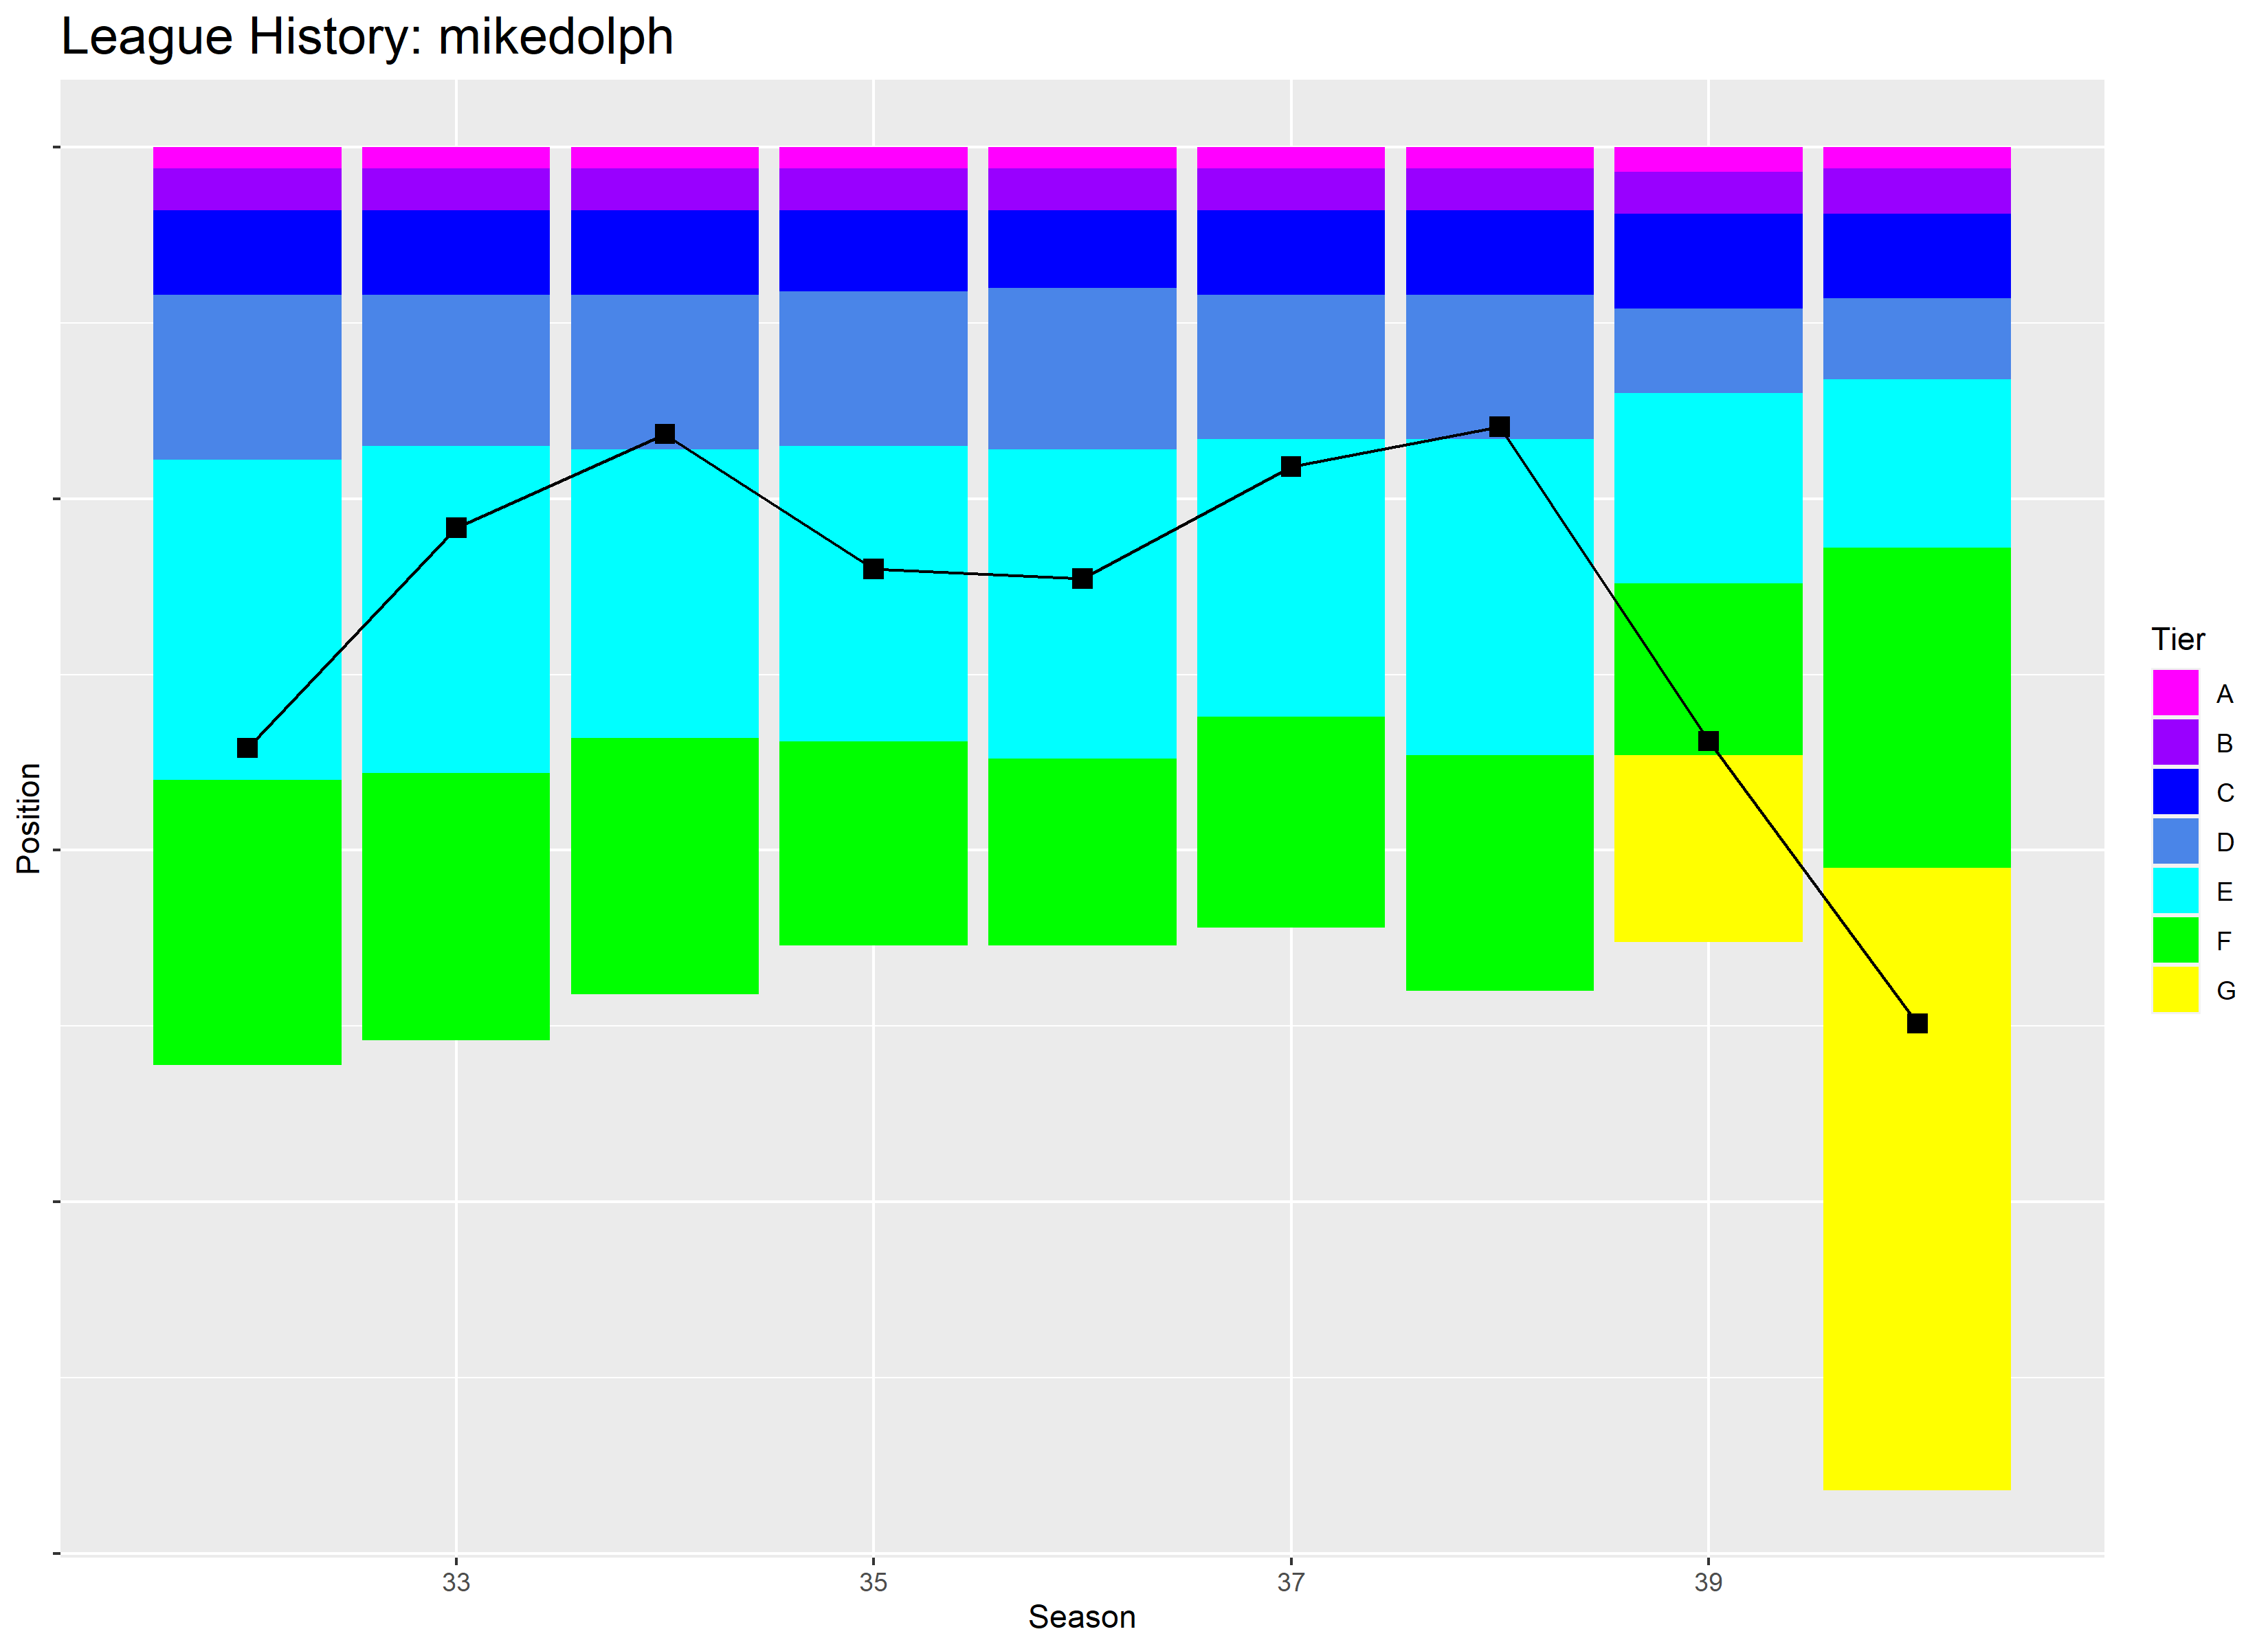 League History: mikedolph
Position
33
35
37
39
Season
Tier
A
B
C
D
E
F
G